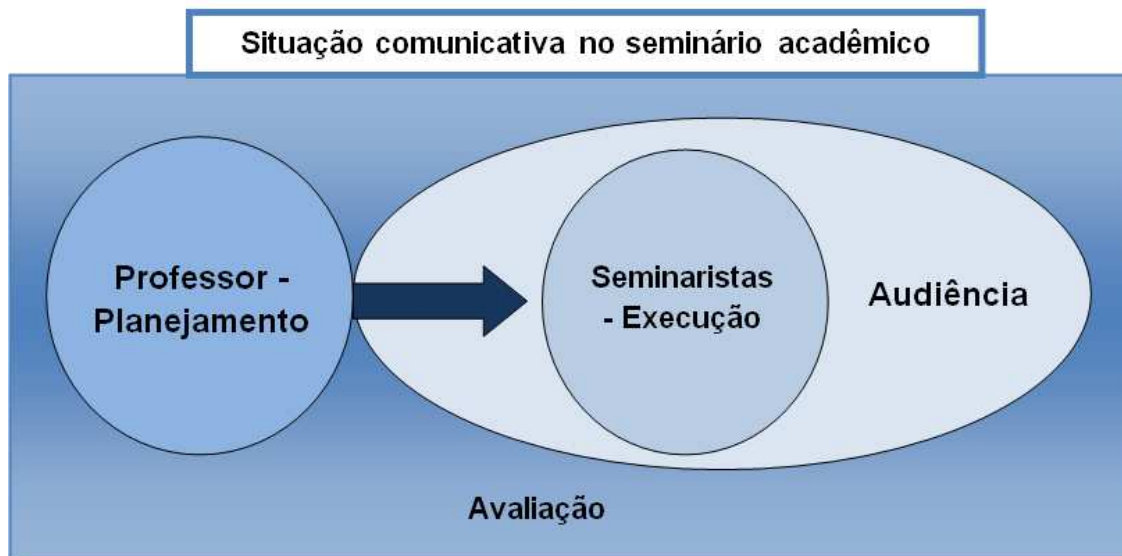 Situação comunicativa no seminário acadêmico
Professor -
Planejamento
Seminaristas
- Execução
Audiência
Avaliação